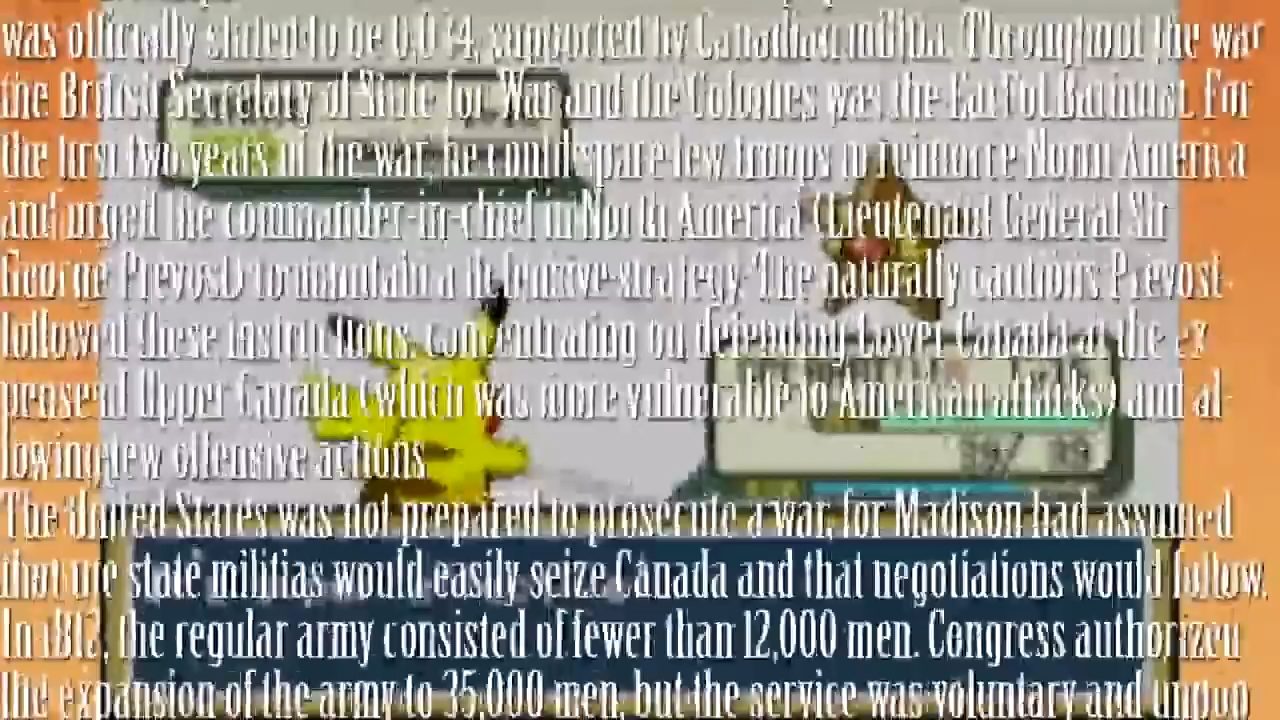 was officially stated to be 6,034, supported by Canadian militia. Throughout the war
the British Secretary of State for War and the Colonies was the Earl of Bathurst. For
the first two years of the war, he could spare few troops to reinforce North America
and urged the commander-in-chief in North America (Lieutenant General Sir
George Prevost) to maintain a defensive strategy. The naturally cautious Prevost
followed these instructions, concentrating on defending Lower Canada at the ex-
pense of Upper Canada (which was more vulnerable to American attacks) and al-
lowing few offensive actions.
The United States was not prepared to prosecute a war, for Madison had assumed
that the state militias would easily seize Canada and that negotiations would follow.
In 1812, the regular army consisted of fewer than 12,000 men. Congress authorized
the expansion of the army to 35,000 men, but the service was voluntary and unpop